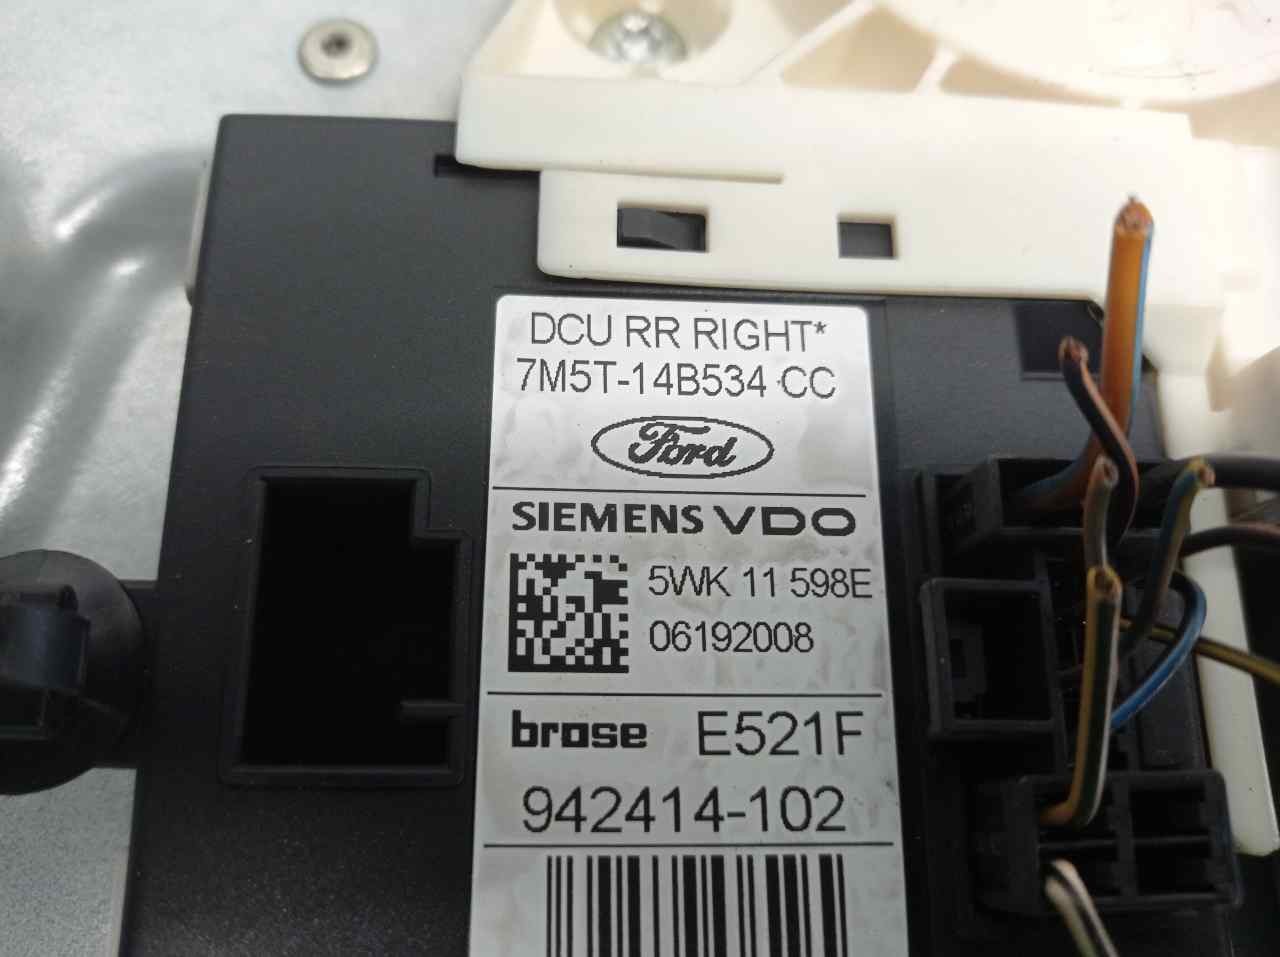 DCU RR RIGHT*
7M5T-14B534 CC
Ford
SIEMENS VDO
5WK 11 598E
06192008
brose E521F
942414-102